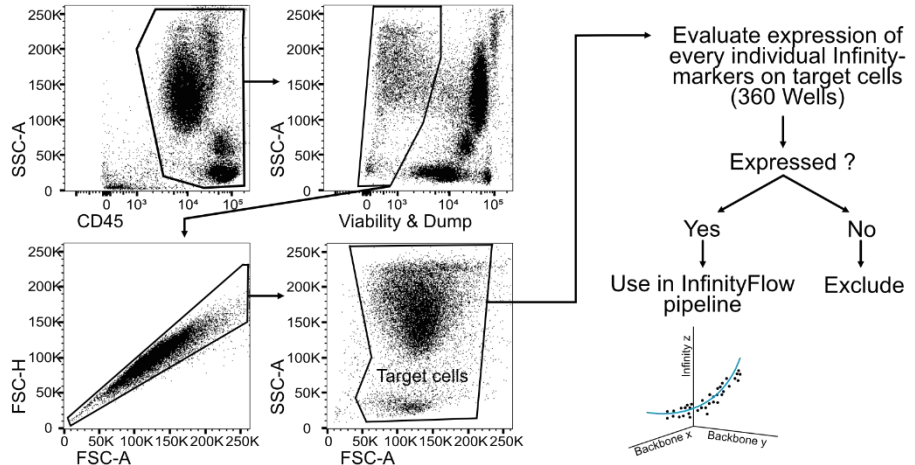 250K
200K
150K
100K
50K
0
SSC-A
0
10³
10⁴
10⁵
CD45
250K
200K
150K
100K
50K
0
SSC-A
0
10³
10⁴
10⁵
Viability & Dump
250K
200K
150K
100K
50K
0
FSC-H
0
50K
100K
150K
200K
250K
FSC-A
250K
200K
150K
100K
50K
0
SSC-A
Target cells
0
50K
100K
150K
200K
250K
FSC-A
Evaluate expression of
every individual Infinity-
markers on target cells
(360 Wells)
Expressed ?
Yes
No
Use in InfinityFlow
pipeline
Exclude
Infinity z
Backbone x
Backbone y